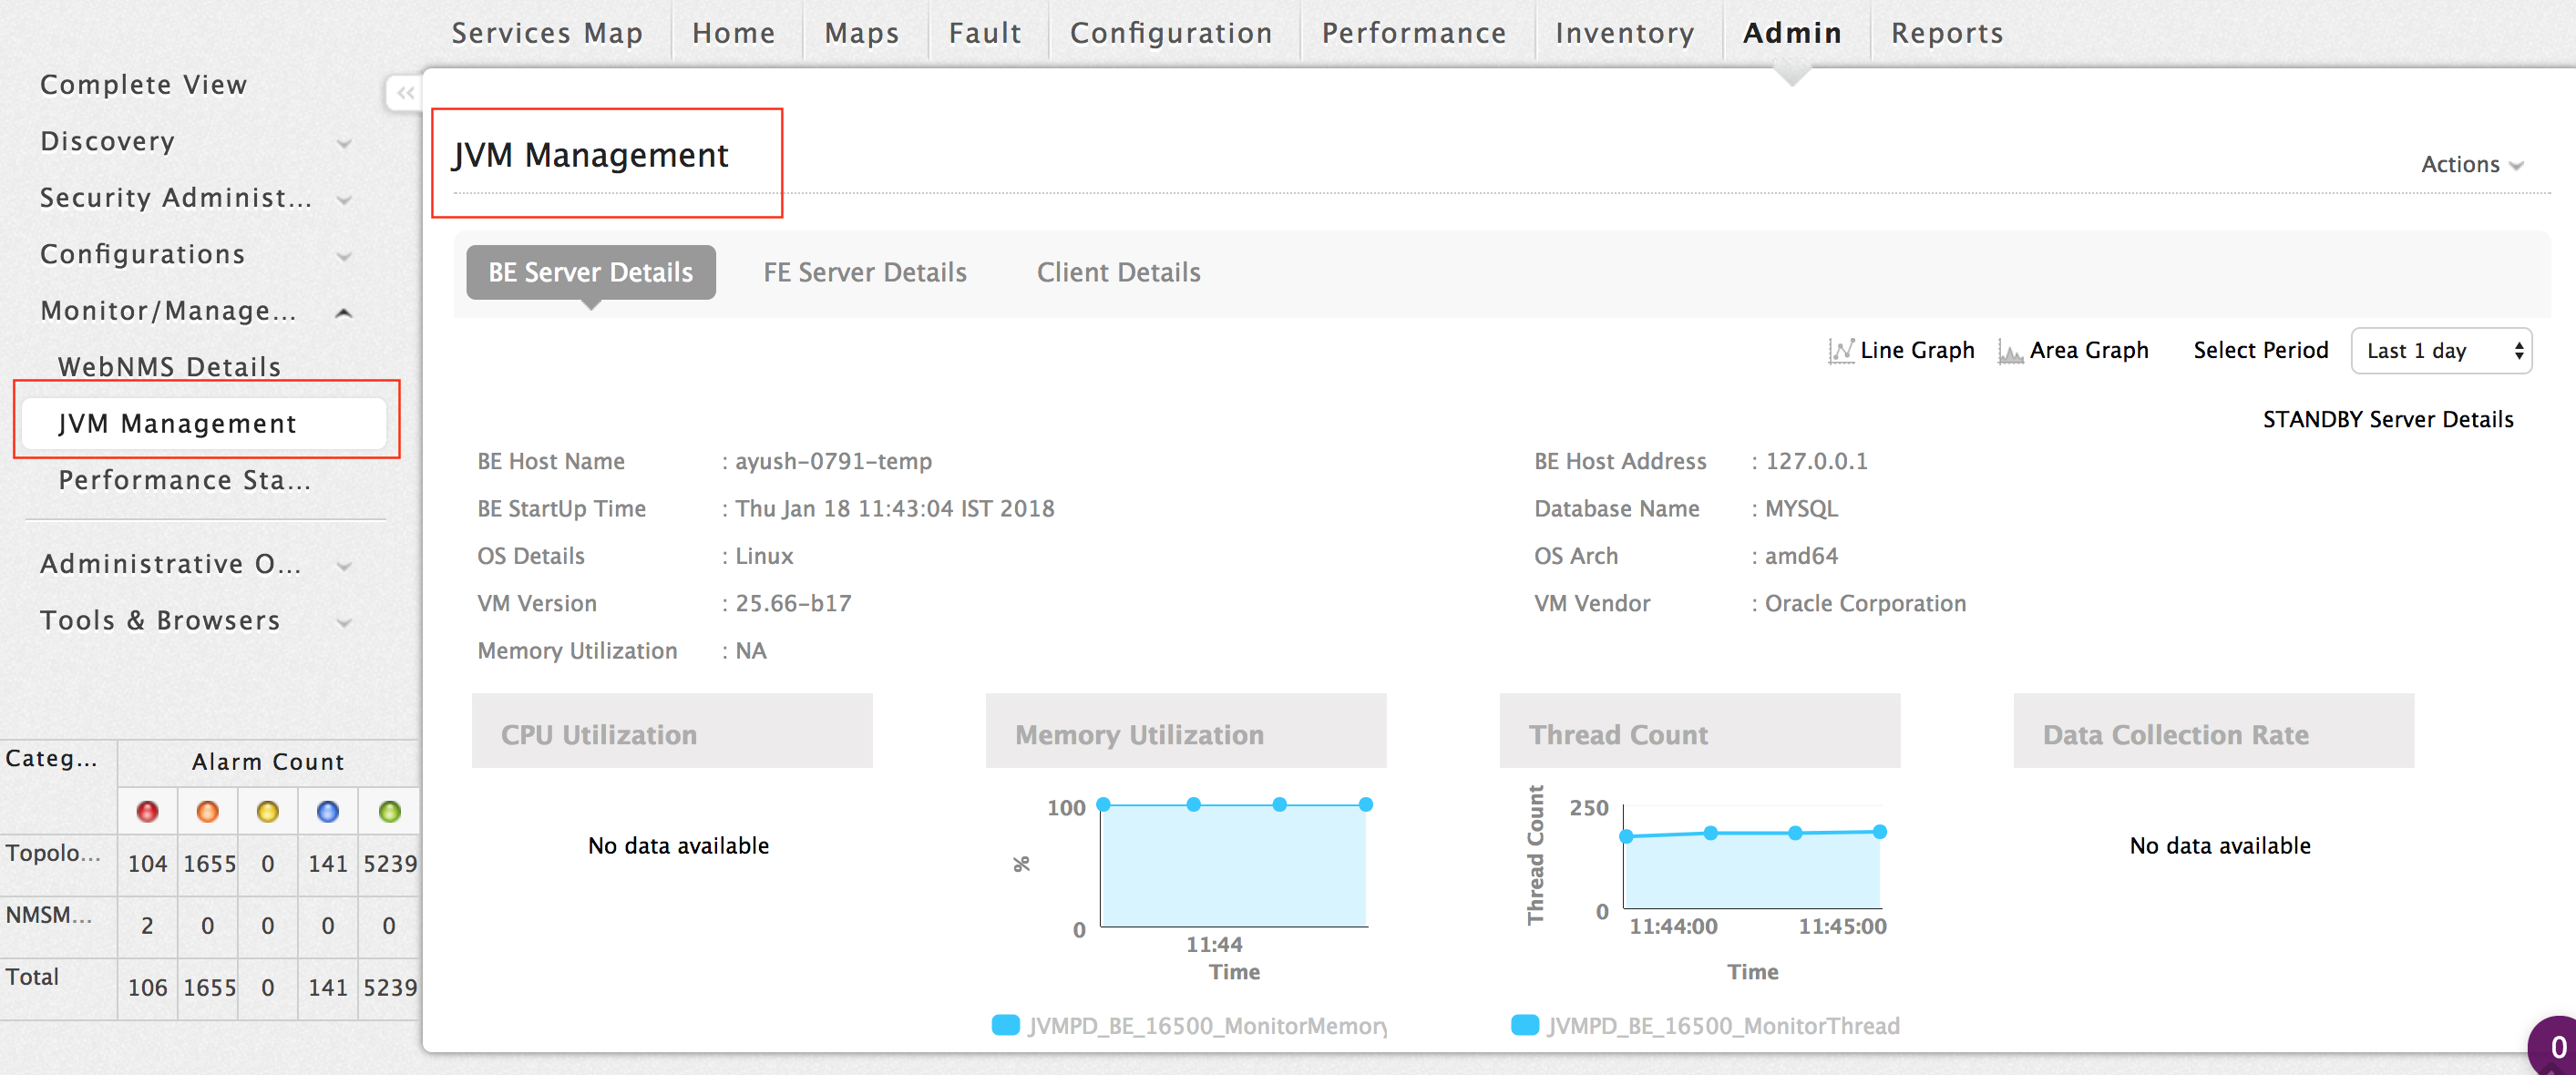 Services Map Home Maps Fault Configuration Performance Inventory Admin Reports
Complete View
Discovery
Security Administ...
Configurations
Monitor/Manage...
WebNMS Details
JVM Management
Performance Sta...
Administrative O...
Tools & Browsers
Categ... Alarm Count
Topolo... 104 1655 0 141 5239
NMSM... 2 0 0 0 0
Total 106 1655 0 141 5239
JVM Management
Actions
BE Server Details FE Server Details Client Details
Line Graph Area Graph Select Period Last 1 day
STANDBY Server Details
BE Host Name : ayush-0791-temp BE Host Address : 127.0.0.1
BE StartUp Time : Thu Jan 18 11:43:04 IST 2018 Database Name : MYSQL
OS Details : Linux OS Arch : amd64
VM Version : 25.66-b17 VM Vendor : Oracle Corporation
Memory Utilization : NA
CPU Utilization
No data available
Memory Utilization
100
%
0
11:44
Time
JVMPD_BE_16500_MonitorMemory
Thread Count
Thread Count
250
0
11:44:00 11:45:00
Time
JVMPD_BE_16500_MonitorThread
Data Collection Rate
No data available
0